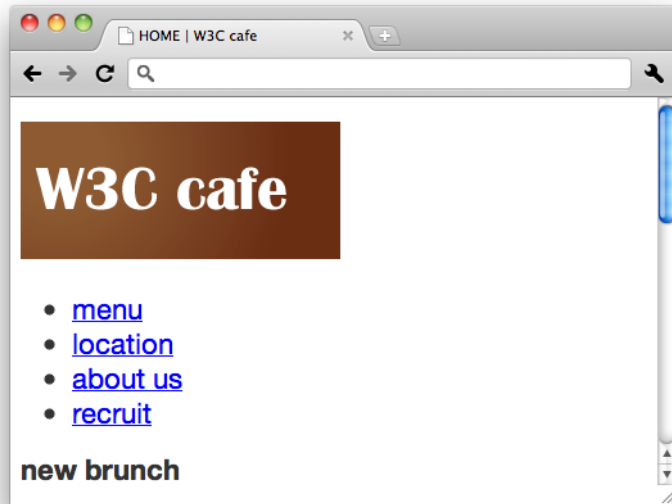 HOME | W3C cafe
W3C cafe
menu
location
about us
recruit
new brunch